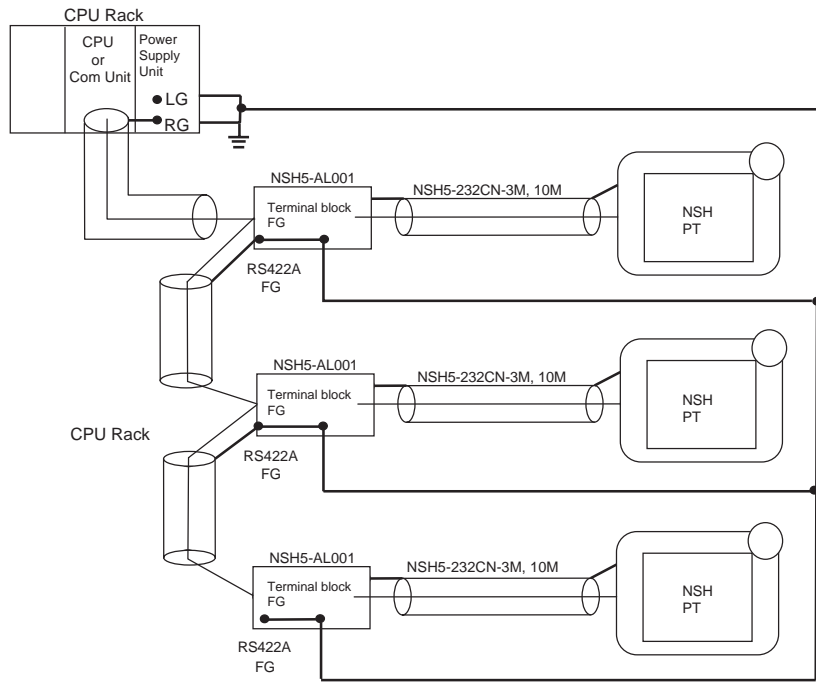 CPU Rack
CPU
or
Com Unit
Power
Supply
Unit
LG
RG
NSH5-AL001
Terminal block
FG
RS422A
FG
NSH5-232CN-3M, 10M
NSH
PT
NSH5-AL001
Terminal block
FG
RS422A
FG
NSH5-232CN-3M, 10M
NSH
PT
CPU Rack
NSH5-AL001
Terminal block
FG
RS422A
FG
NSH5-232CN-3M, 10M
NSH
PT